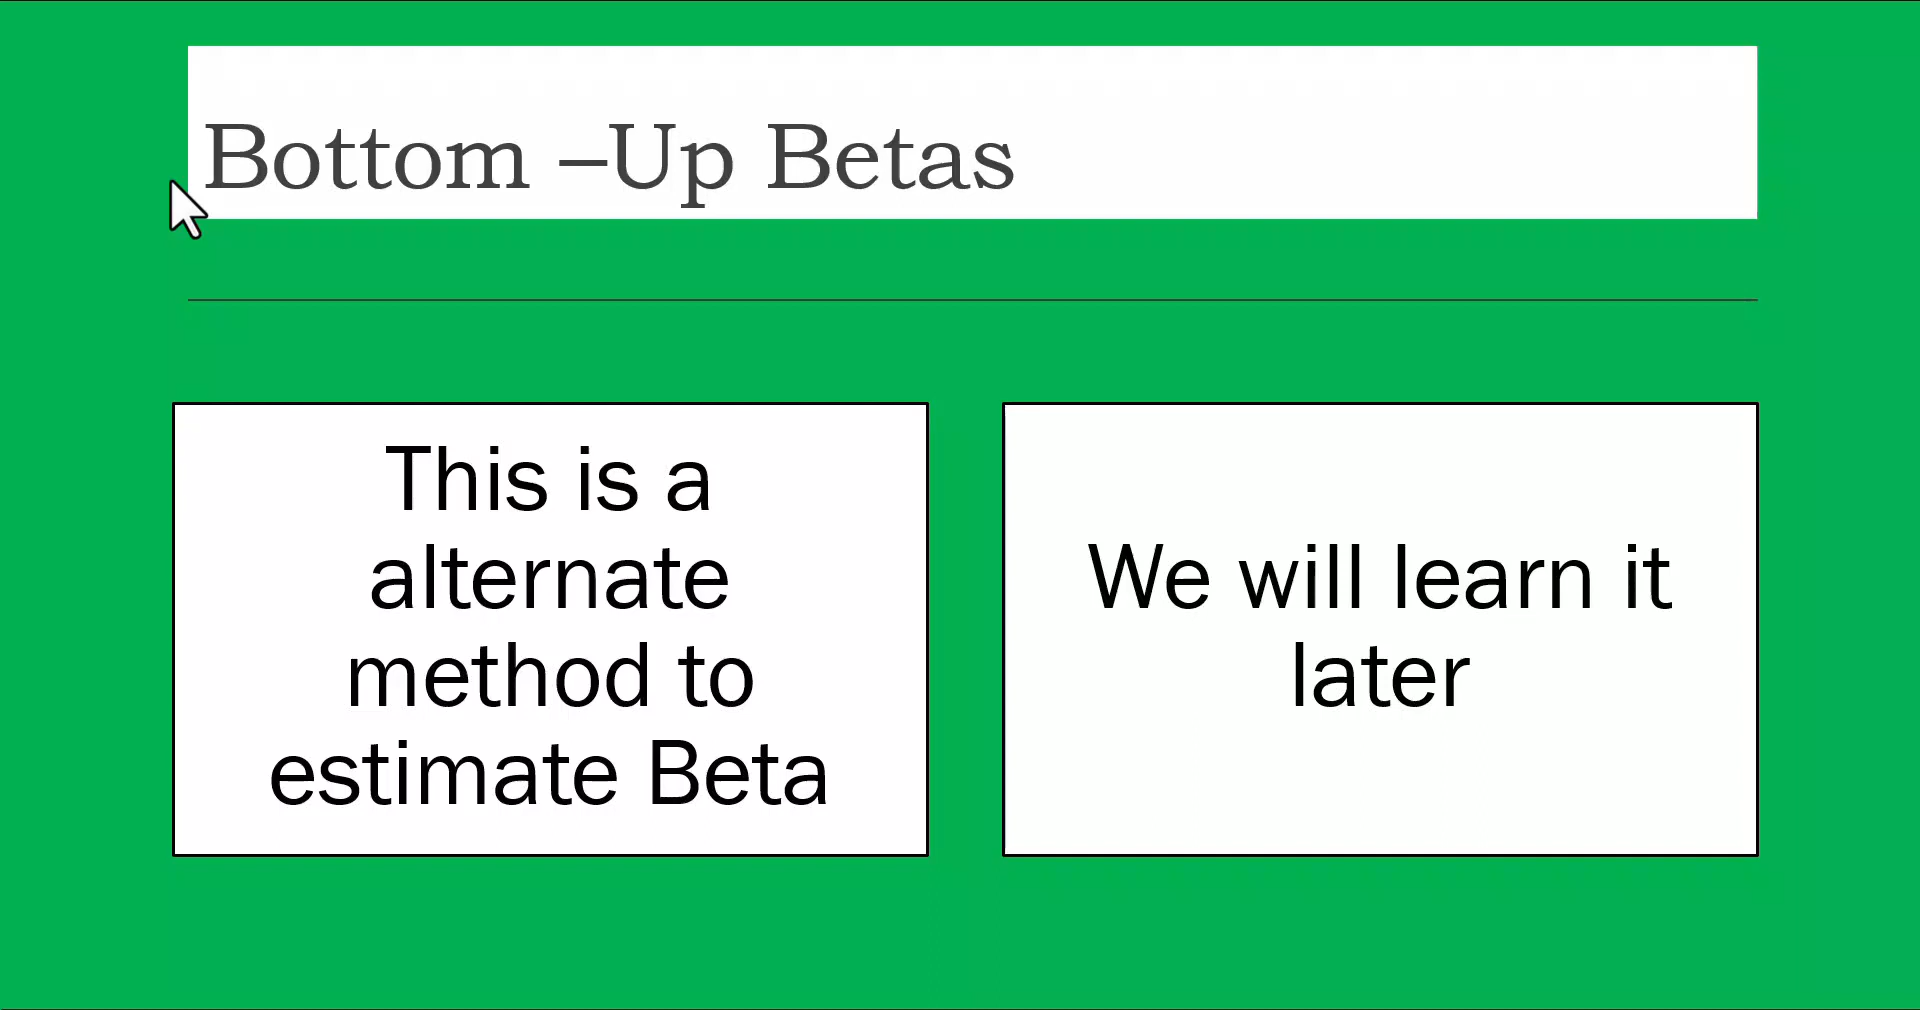 Bottom –Up Betas
This is a
alternate
method to
estimate Beta
We will learn it
later